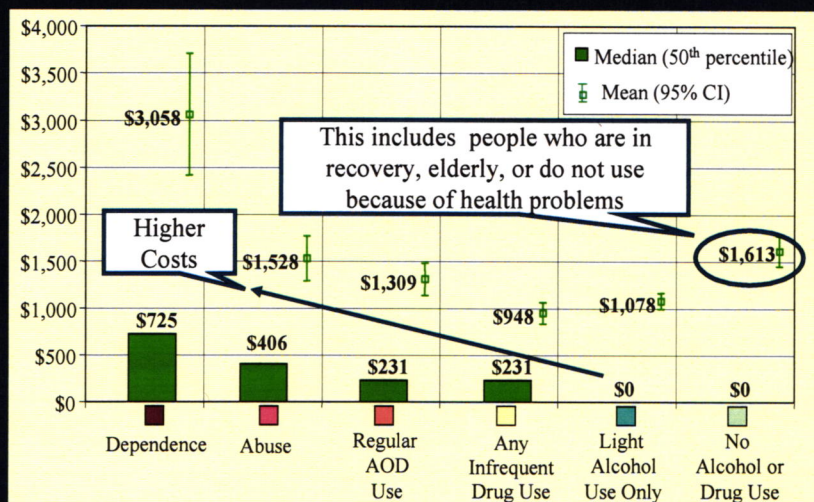 $4,000
$3,500
$3,000
$2,500
$2,000
$1,500
$1,000
$500
$0
Median (50th percentile)
Mean (95% CI)
This includes people who are in
recovery, elderly, or do not use
because of health problems
Higher
Costs
$3,058
$1,528
$1,309
$948
$1,078
$1,613
$725
$406
$231
$231
$0
$0
Dependence
Abuse
Regular
AOD
Use
Any
Infrequent
Drug Use
Light
Alcohol
Use Only
No
Alcohol or
Drug Use